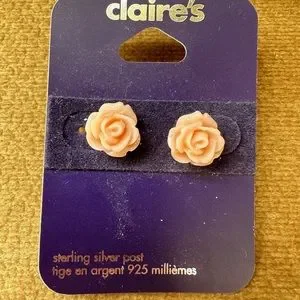 claire's
sterling silver post
tige en argent 925 millièmes